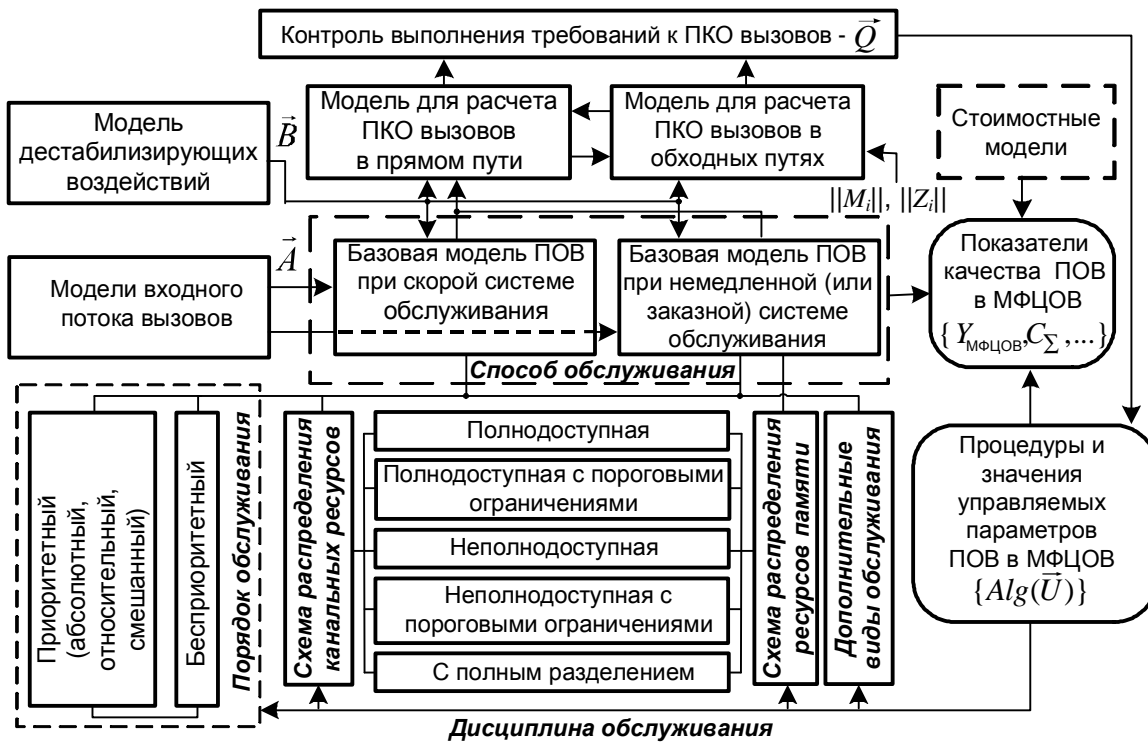 Контроль выполнения требований к ПКО вызовов - Q⃗
Модель
дестабилизирующих
воздействий
B⃗
Модель для расчета
ПКО вызовов
в прямом пути
Модель для расчета
ПКО вызовов в
обходных путях
Стоимостные
модели
||M_i||, ||Z_i||
Модели входного
потока вызовов
A⃗
Базовая модель ПОВ
при скорой системе
обслуживания
Базовая модель ПОВ
при немедленной (или
заказной) системе
обслуживания
Способ обслуживания
Показатели
качества ПОВ
в МФЦОВ
{Y_МФЦОВ, C_Σ, ...}
Приоритетный
(абсолютный,
относительный,
смешанный)
Бесприоритетный
Порядок обслуживания
Схема распределения
канальных ресурсов
Полнодоступная
Полнодоступная с пороговыми
ограничениями
Неполнодоступная
Неполнодоступная с
пороговыми ограничениями
С полным разделением
Схема распределения
ресурсов памяти
Дополнительные
виды обслуживания
Процедуры и
значения
управляемых
параметров
ПОВ в МФЦОВ
{Alg(U⃗)}
Дисциплина обслуживания